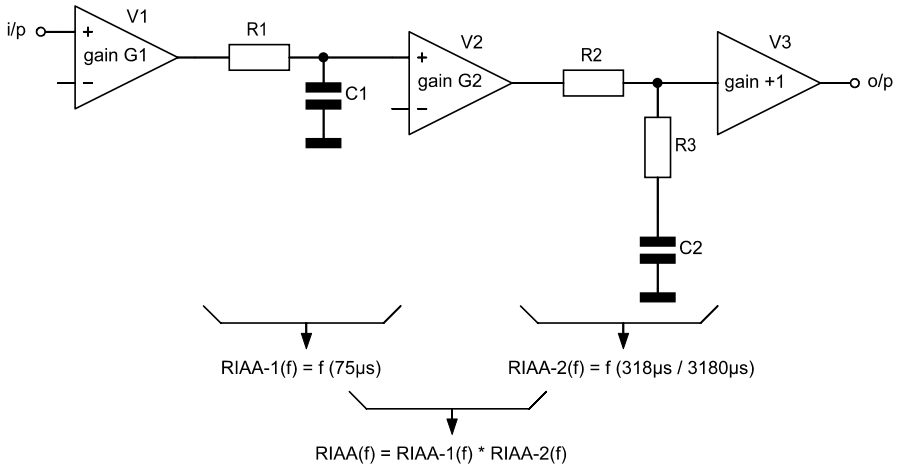 i/p
V1
+
gain G1
−
R1
C1
V2
+
gain G2
−
R2
R3
C2
V3
gain +1
o/p
RIAA-1(f) = f (75µs)
RIAA-2(f) = f (318µs / 3180µs)
RIAA(f) = RIAA-1(f) * RIAA-2(f)